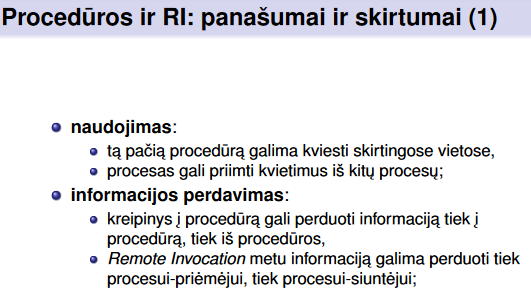 Procedūros ir RI: panašumai ir skirtumai (1)
naudojimas:
tą pačią procedūrą galima kviesti skirtingose vietose,
procesas gali priimti kvietimus iš kitų procesų;
informacijos perdavimas:
kreipinys į procedūrą gali perduoti informaciją tiek į
procedūrą, tiek iš procedūros,
Remote Invocation metu informaciją galima perduoti tiek
procesui-priėmėjui, tiek procesui-siuntėjui;